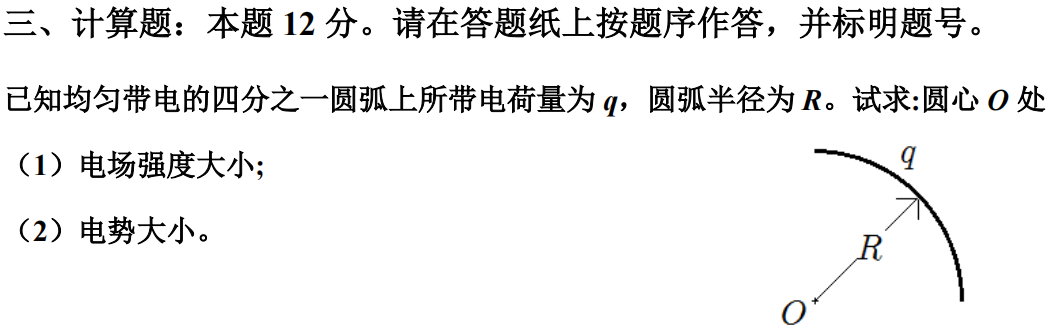 三、计算题：本题 12 分。请在答题纸上按题序作答，并标明题号。
已知均匀带电的四分之一圆弧上所带电荷量为 q，圆弧半径为 R。试求:圆心 O 处
（1）电场强度大小;
（2）电势大小。
q
R
O